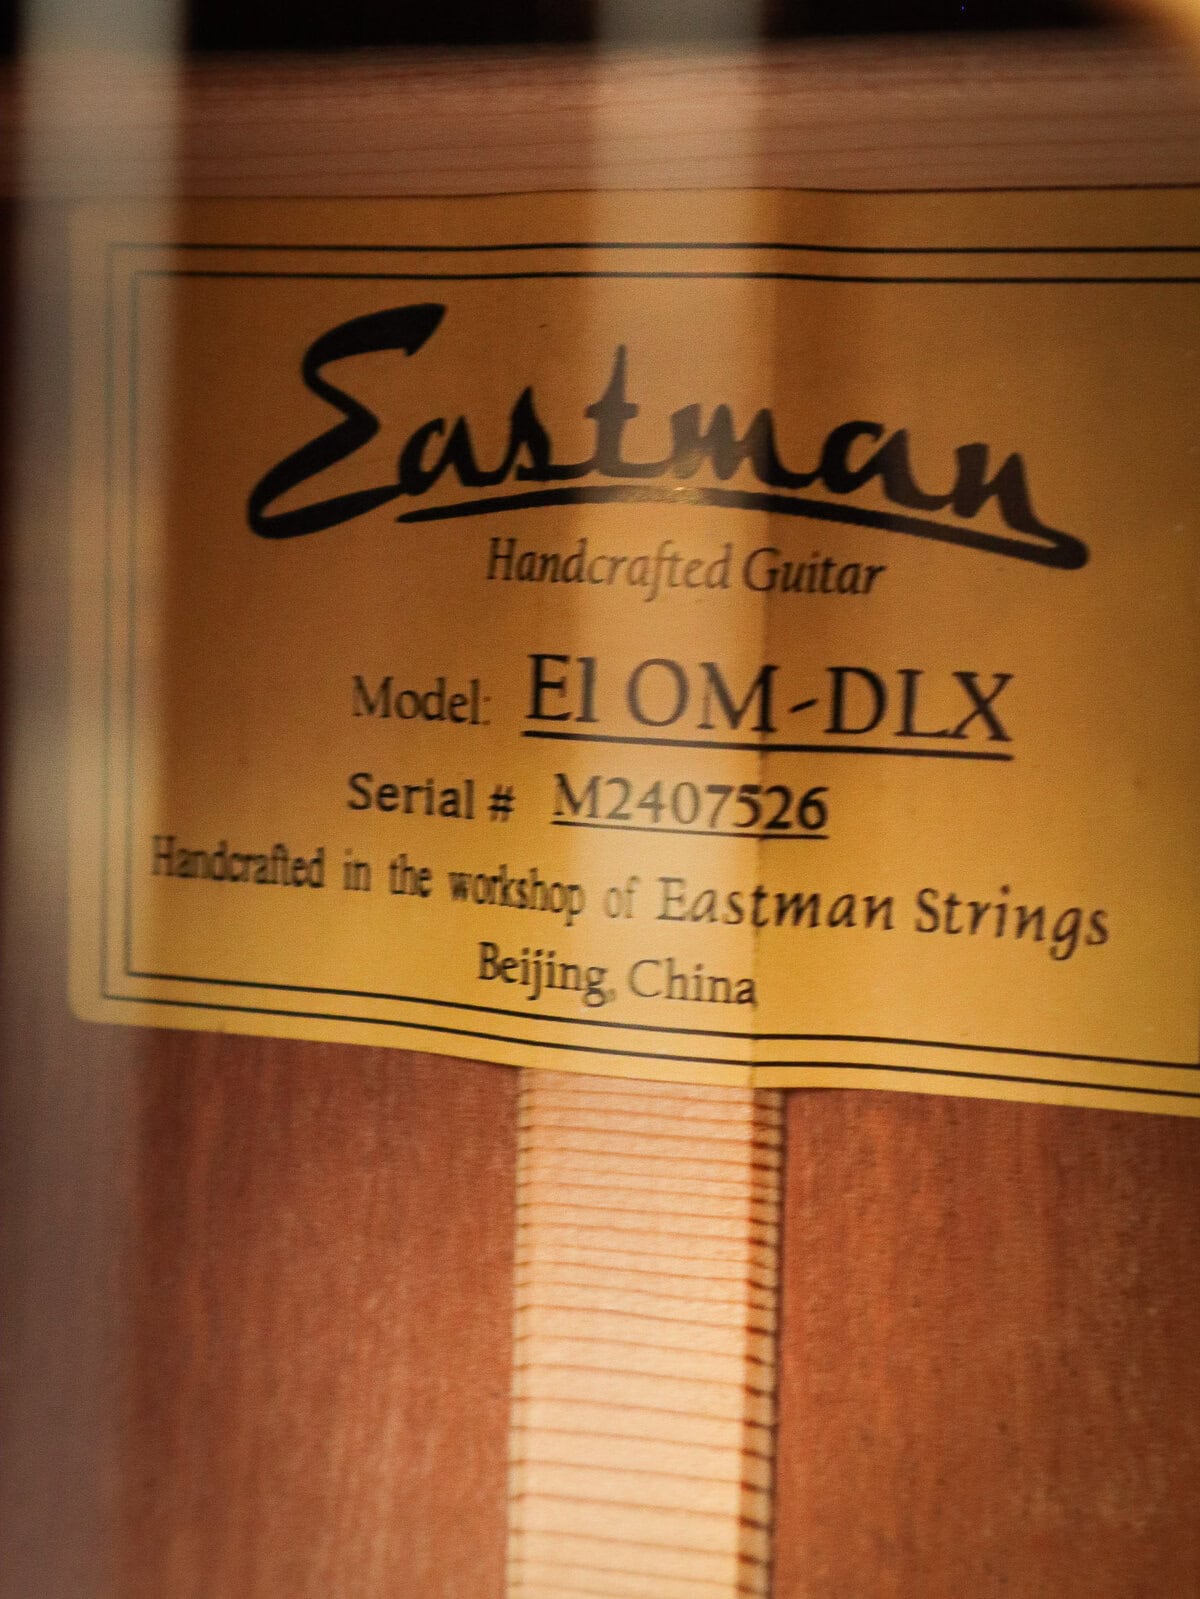 Eastman
Handcrafted Guitar
Model: E1 OM-DLX
Serial # M2407526
Handcrafted in the workshop of Eastman Strings
Beijing, China